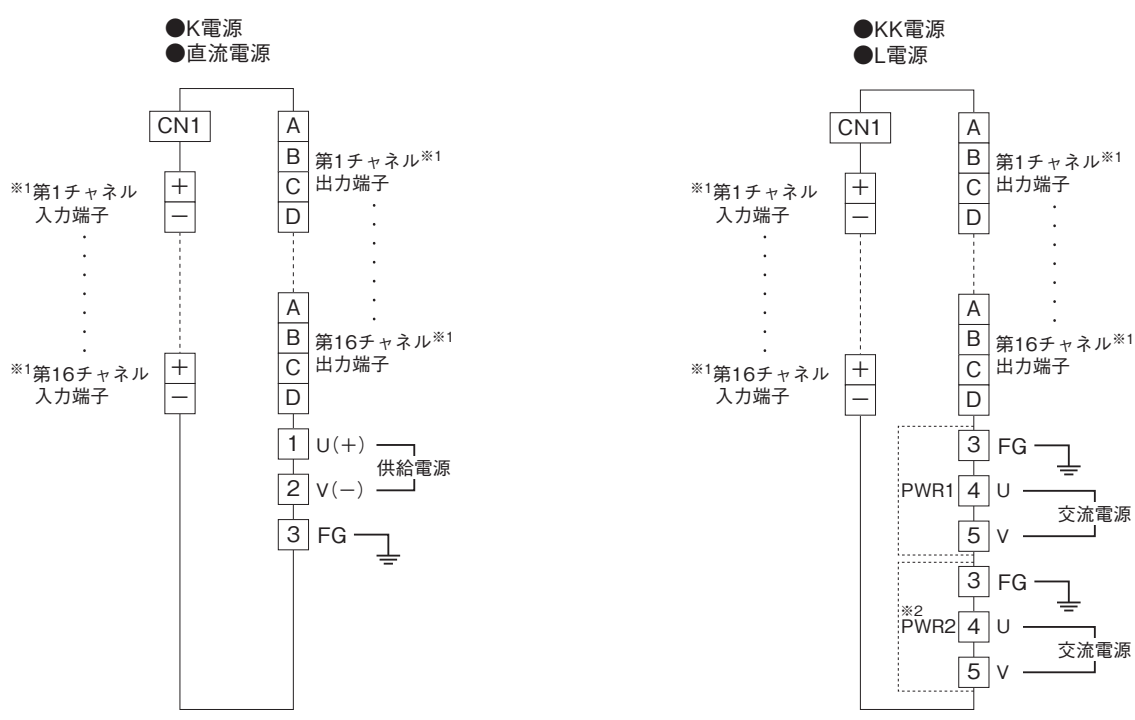 ●K電源
●直流電源
CN1
A
B
C
D
第1チャネル※1
出力端子
※1第1チャネル
入力端子
+
−
A
B
C
D
第16チャネル※1
出力端子
※1第16チャネル
入力端子
+
−
1 U(+)
供給電源
2 V(−)
3 FG
●KK電源
●L電源
CN1
A
B
C
D
第1チャネル※1
出力端子
※1第1チャネル
入力端子
+
−
A
B
C
D
第16チャネル※1
出力端子
※1第16チャネル
入力端子
+
−
3 FG
PWR1 4 U
交流電源
5 V
3 FG
※2
PWR2 4 U
交流電源
5 V